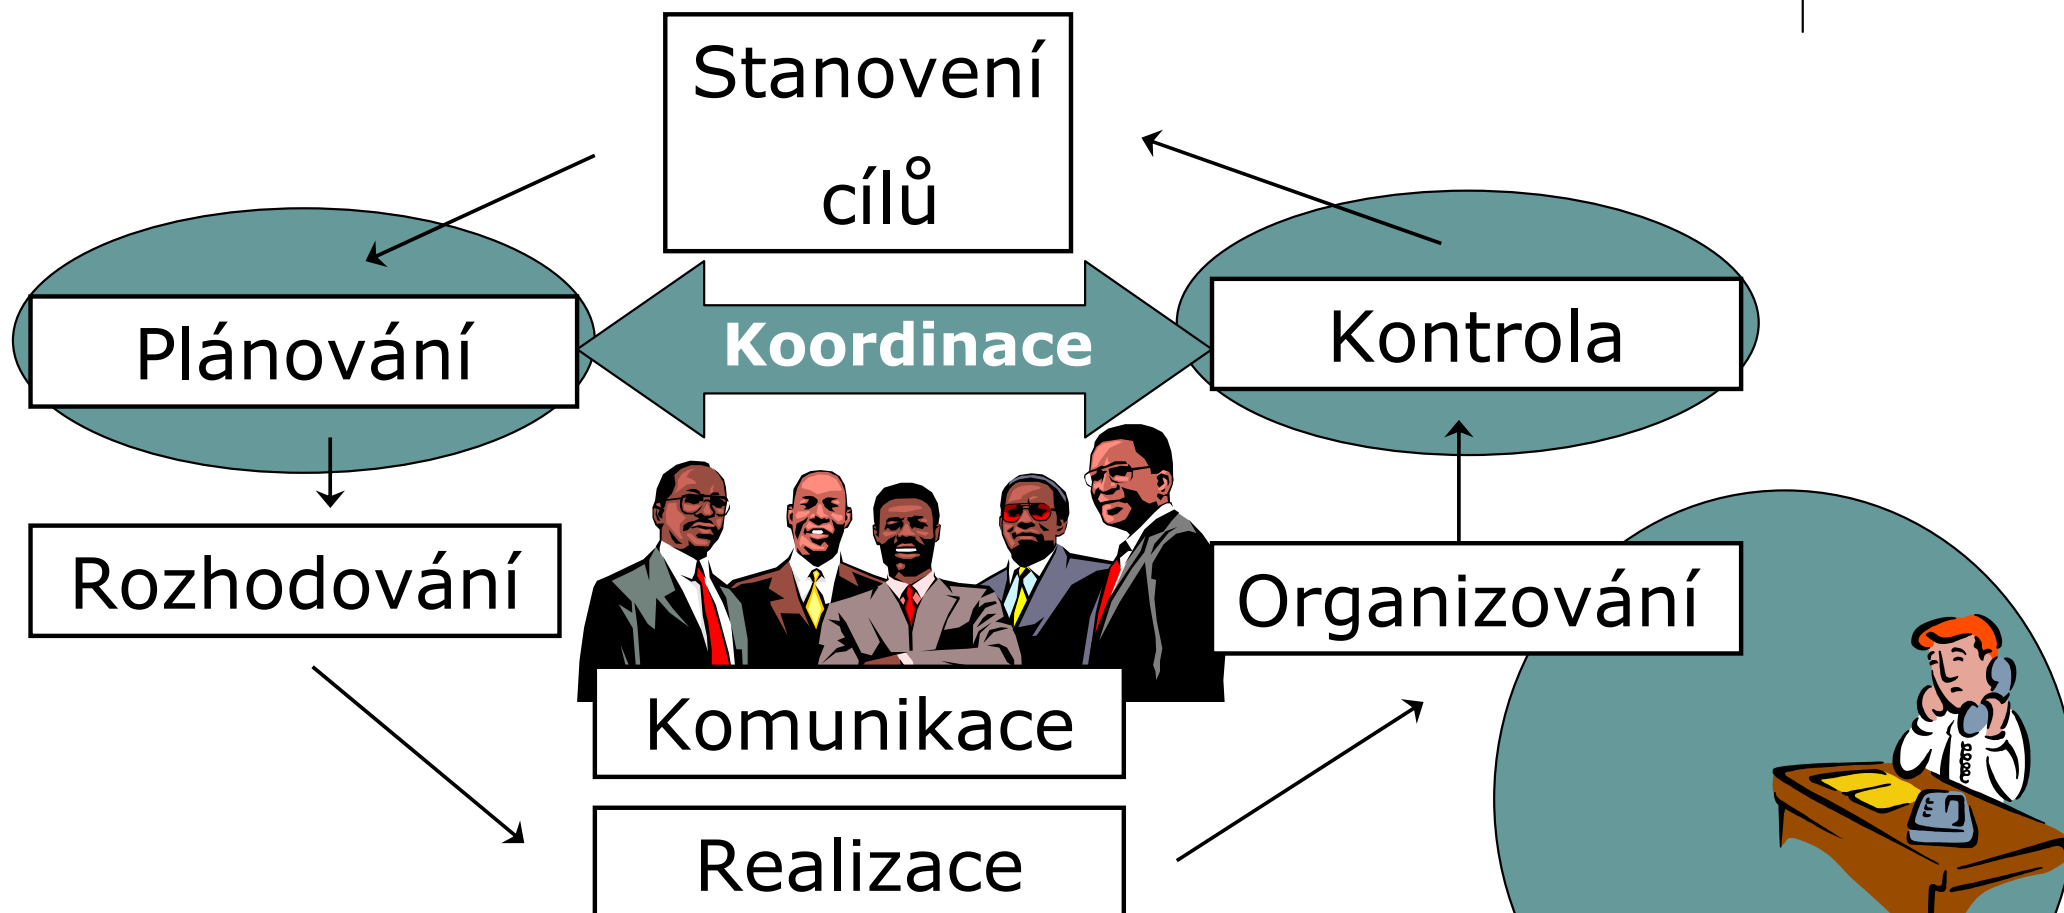 Stanovení
cílů
Plánování
Koordinace
Kontrola
Rozhodování
Organizování
Komunikace
Realizace